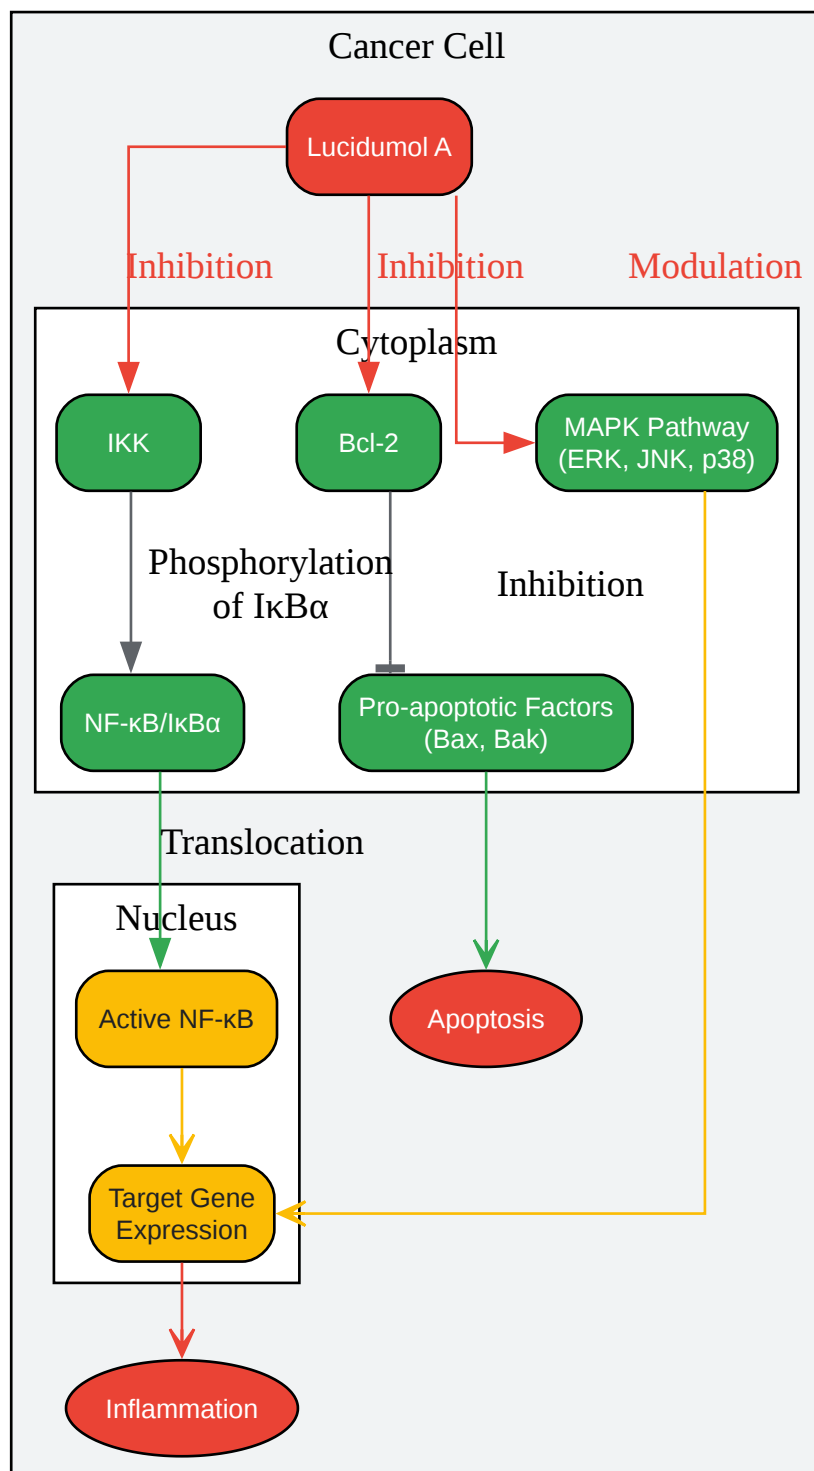 Cancer Cell
Lucidumol A
Inhibition
Inhibition
Modulation
Cytoplasm
IKK
Bcl-2
MAPK Pathway
(ERK, JNK, p38)
Phosphorylation
of IκBα
Inhibition
NF-κB/IκBα
Pro-apoptotic Factors
(Bax, Bak)
Translocation
Nucleus
Active NF-κB
Apoptosis
Target Gene
Expression
Inflammation